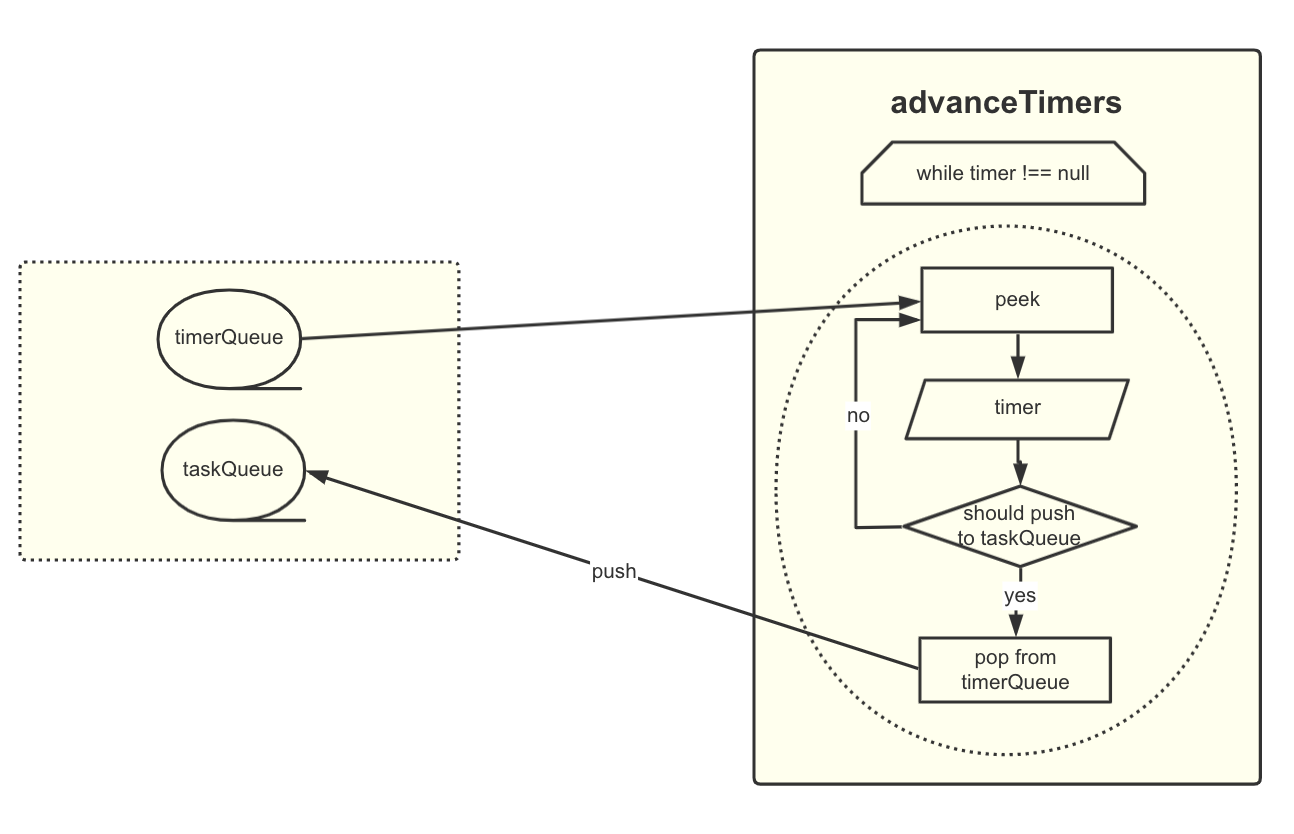 advanceTimers
while timer !== null
timerQueue
taskQueue
push
peek
timer
no
should push
to taskQueue
yes
pop from
timerQueue